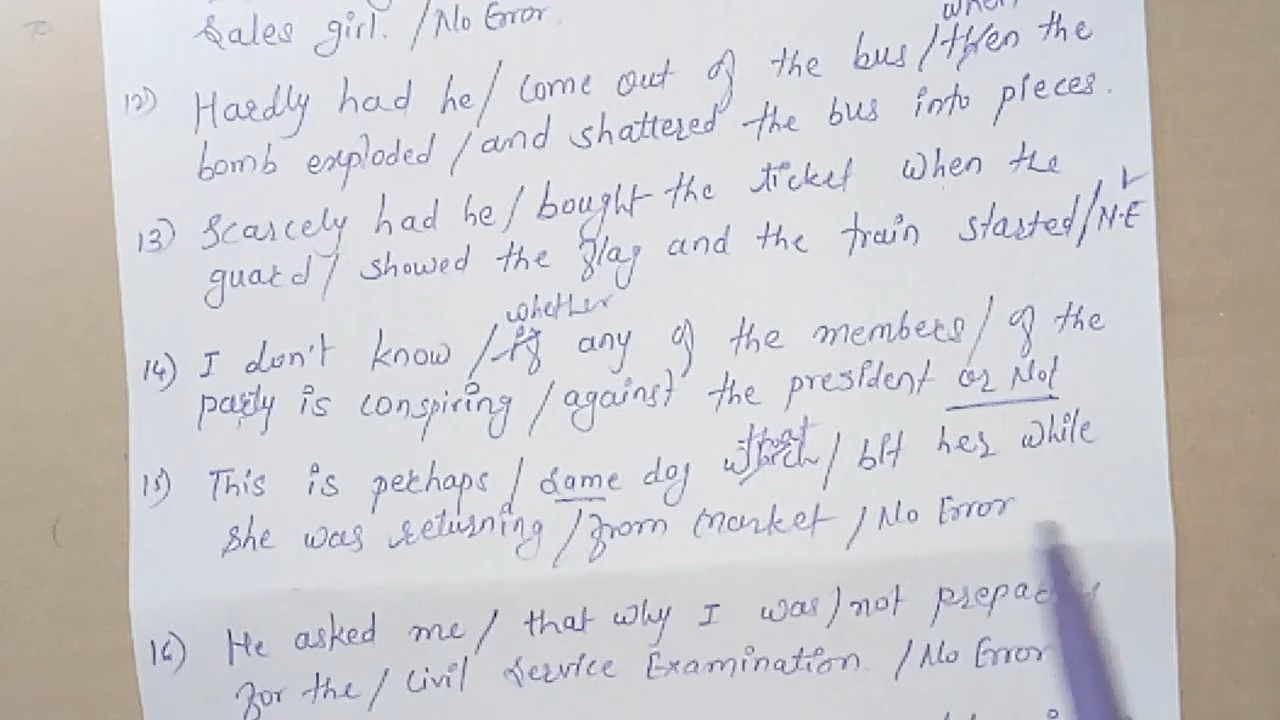 sales girl. /No Error
when
12) Hardly had he/ come out of the bus/then the
bomb exploded/and shattered the bus into pieces.
13) Scarcely had he/bought the ticket when the
guard/ showed the flag and the train started/N.E
whether
14) I don't know /if any of the members/ of the
party is conspiring /against the president or Not
that
15) This is perhaps / same dog which/ bit her while
she was returning /from market /No Error
16) He asked me/ that why I was/not
for the/ civil service Examination. /No Error